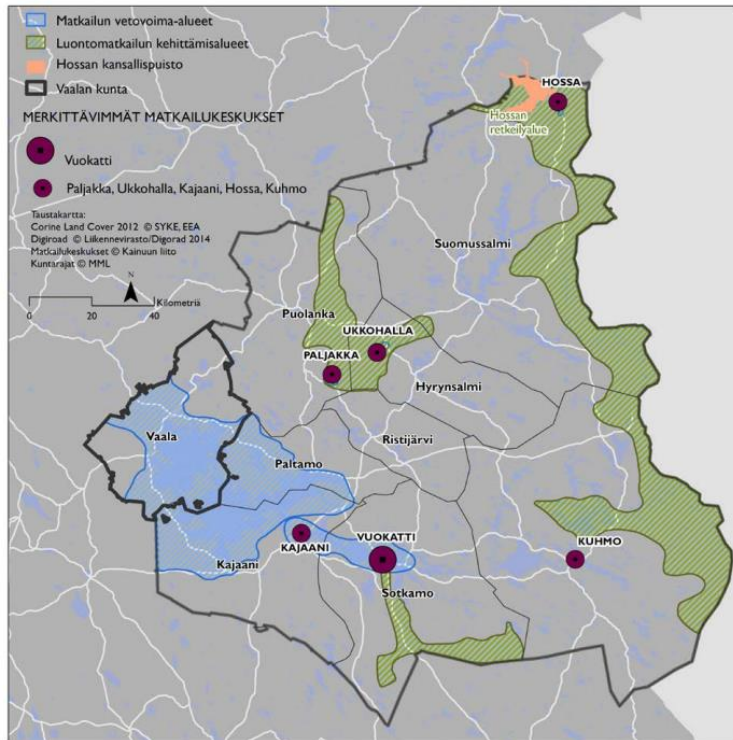 Matkailun vetovoima-alueet
Luontomatkailun kehittämisalueet
Hossan kansallispuisto
Vaalan kunta
MERKITTÄVIMMÄT MATKAILUKESKUKSET
Vuokatti
Paljakka, Ukkohalla, Kajaani, Hossa, Kuhmo
Taustakartta:
Corine Land Cover 2012 © SYKE, EEA
Digiroad © Liikennevirasto/Digorad 2014
Matkailukeskukset © Kainuun liito
Kuntarajat © MML
N
Kilometriä
0 20 40
HOSSA
Hossan
retkeilyalue
Suomussalmi
Puolanka
UKKOHALLA
PALJAKKA
Hyrynsalmi
Vaala
Ristijärvi
Paltamo
KAJAANI
VUOKATTI
KUHMO
Kajaani
Sotkamo